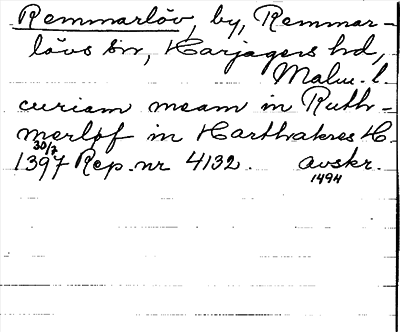 Remmarlöv, by, Remmar-
lövs sn, Harjagers hd,
Malm. l.
curiam meam in Ruth-
merløf in Harthakres H.
30/7
1397 Rep. nr 4132. avskr.
1494